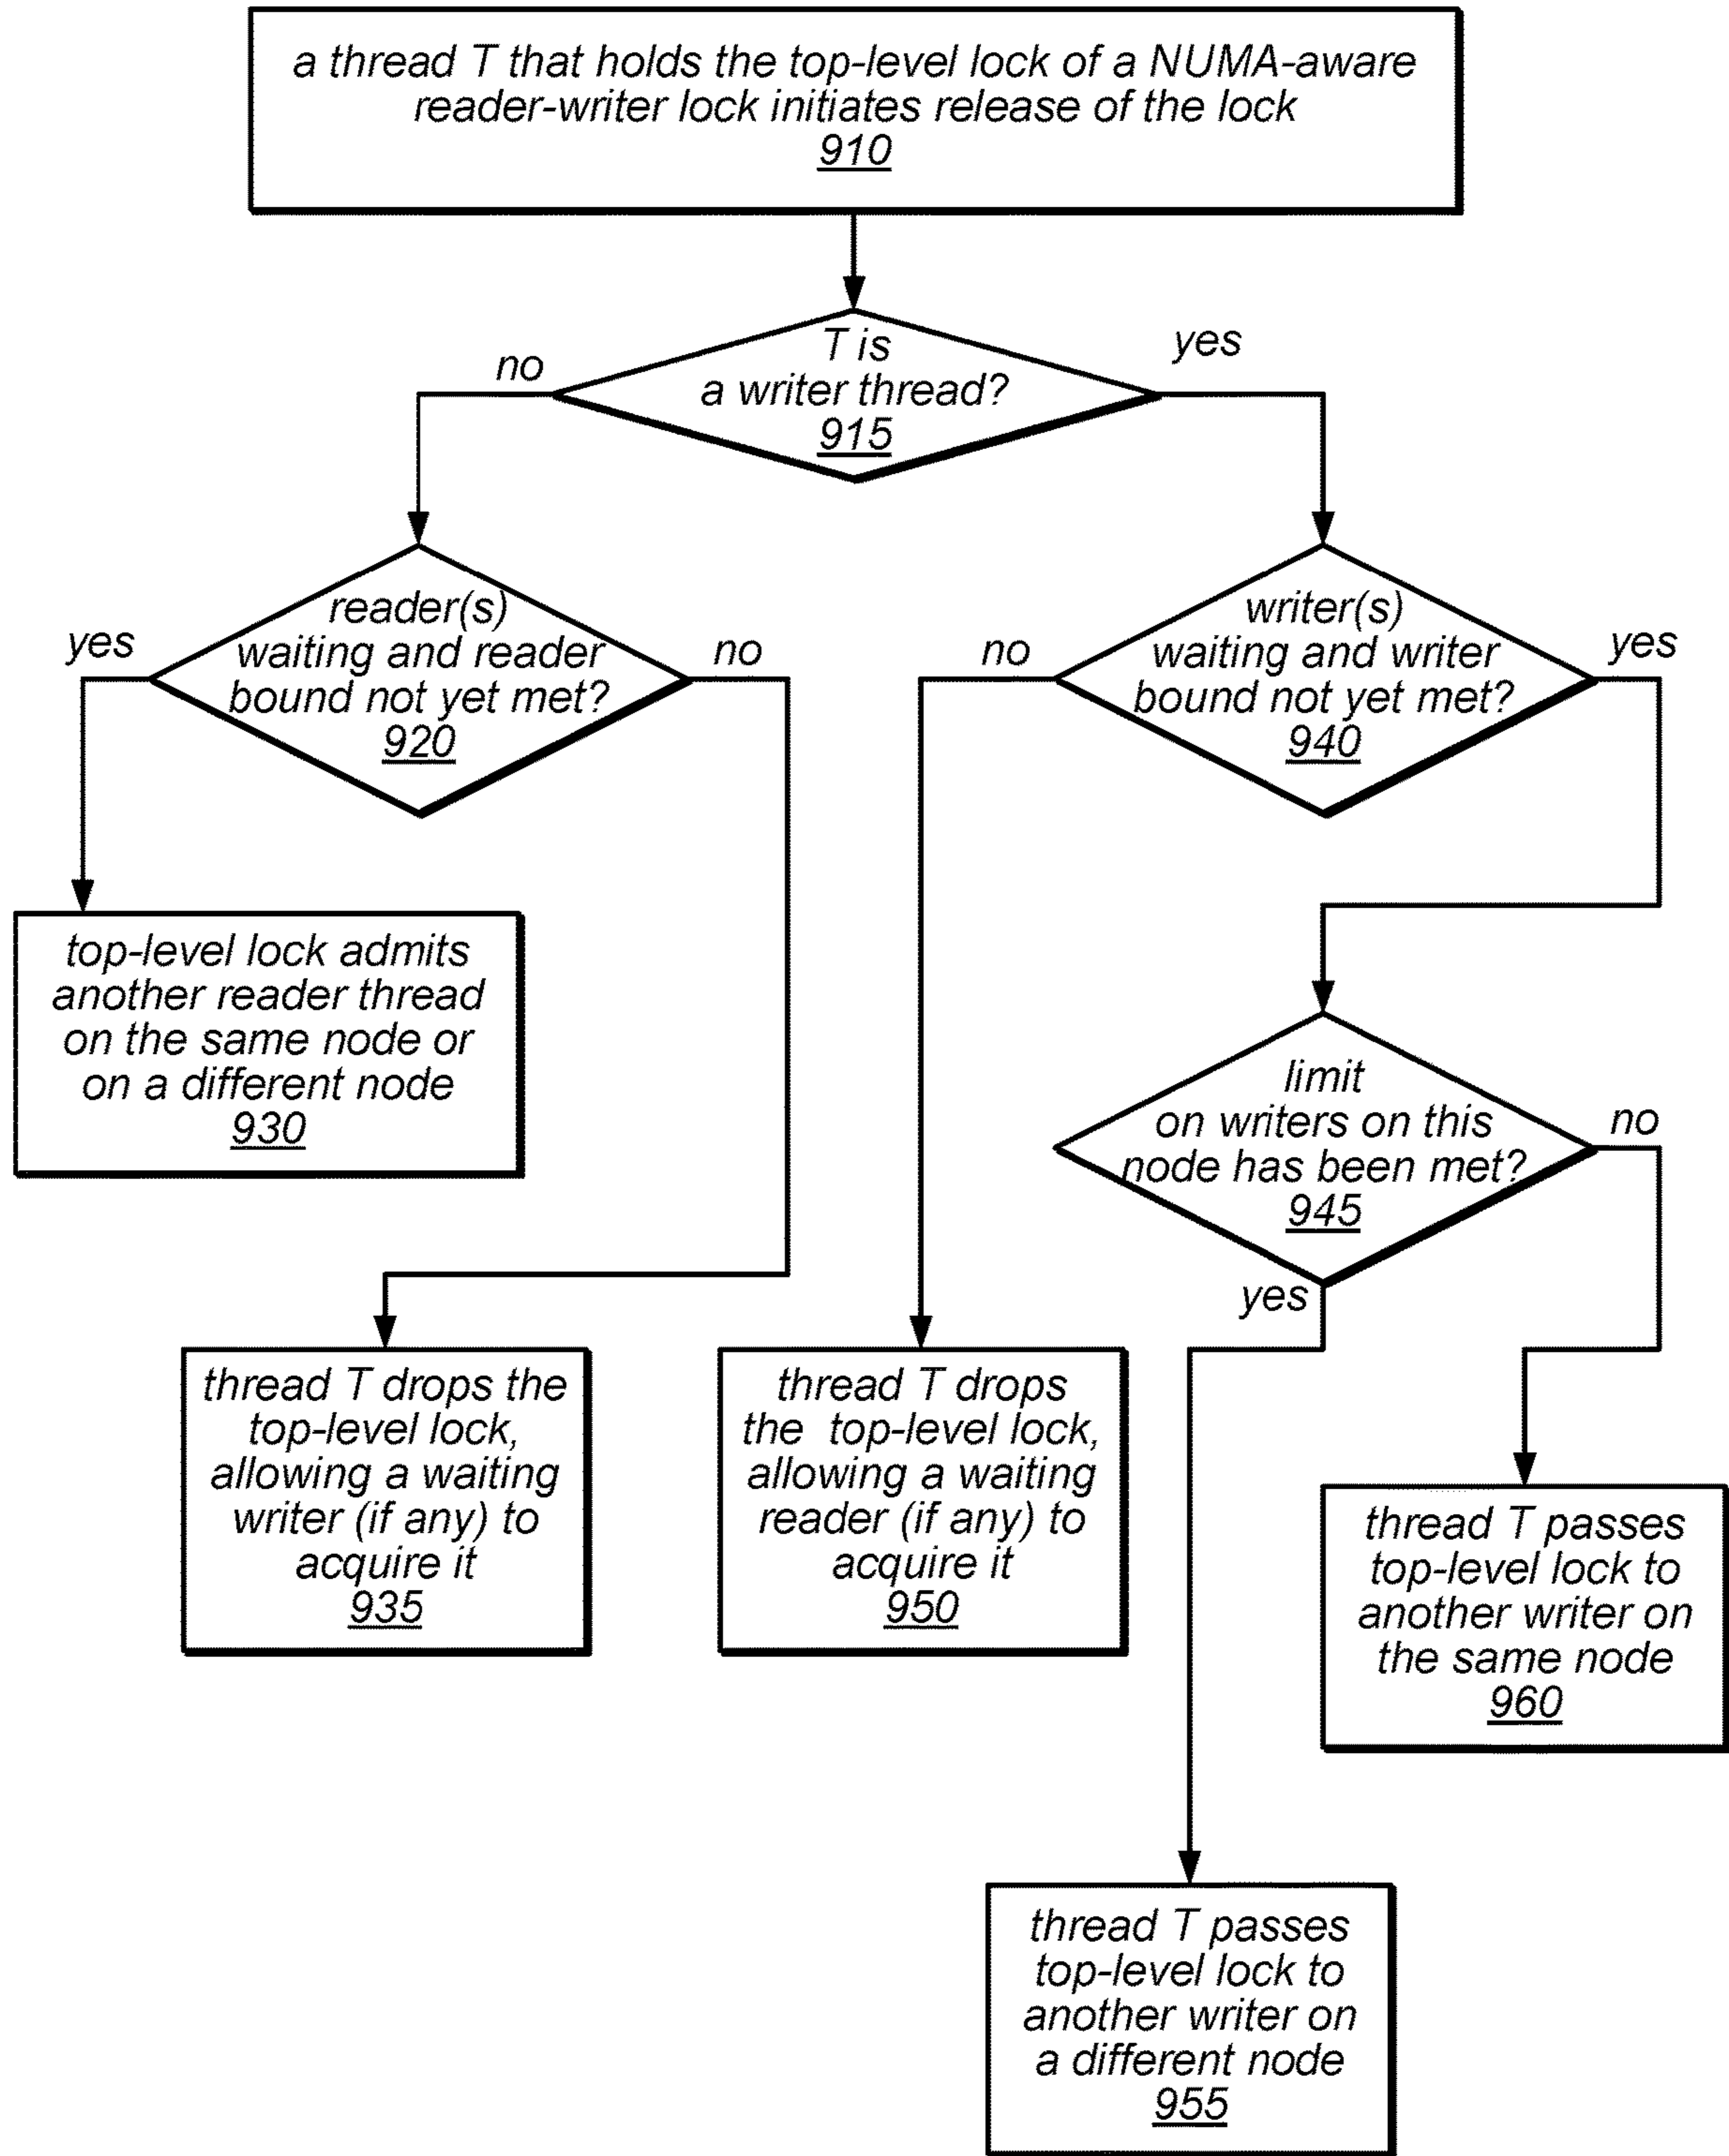 a thread T that holds the top-level lock of a NUMA-aware
reader-writer lock initiates release of the lock
910
T is
a writer thread?
915
no
yes
reader(s)
waiting and reader
bound not yet met?
920
yes
no
writer(s)
waiting and writer
bound not yet met?
940
no
yes
top-level lock admits
another reader thread
on the same node or
on a different node
930
limit
on writers on this
node has been met?
945
no
yes
thread T drops the
top-level lock,
allowing a waiting
writer (if any) to
acquire it
935
thread T drops
the top-level lock,
allowing a waiting
reader (if any) to
acquire it
950
thread T passes
top-level lock to
another writer on
the same node
960
thread T passes
top-level lock to
another writer on
a different node
955